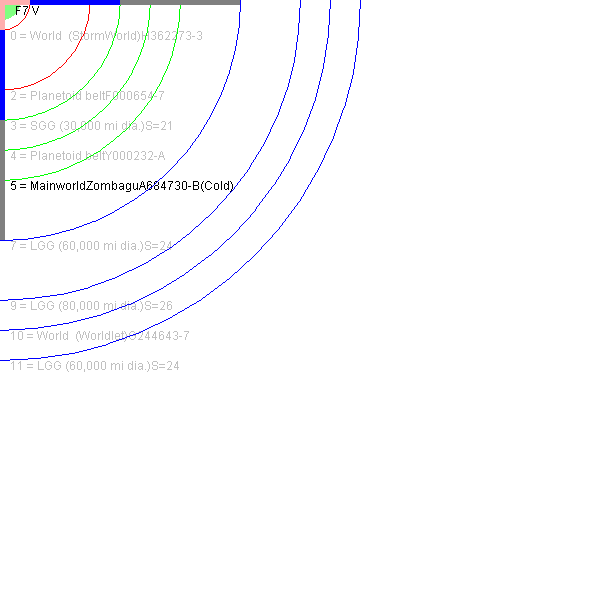 F7 V
0 = World (StormWorld)H362373-3
2 = Planetoid beltF000654-7
3 = SGG (30,000 mi dia.)S=21
4 = Planetoid beltY000232-A
5 = MainworldZombaguA684730-B(Cold)
7 = LGG (60,000 mi dia.)S=24
9 = LGG (80,000 mi dia.)S=26
10 = World (Worldlet)G244643-7
11 = LGG (60,000 mi dia.)S=24